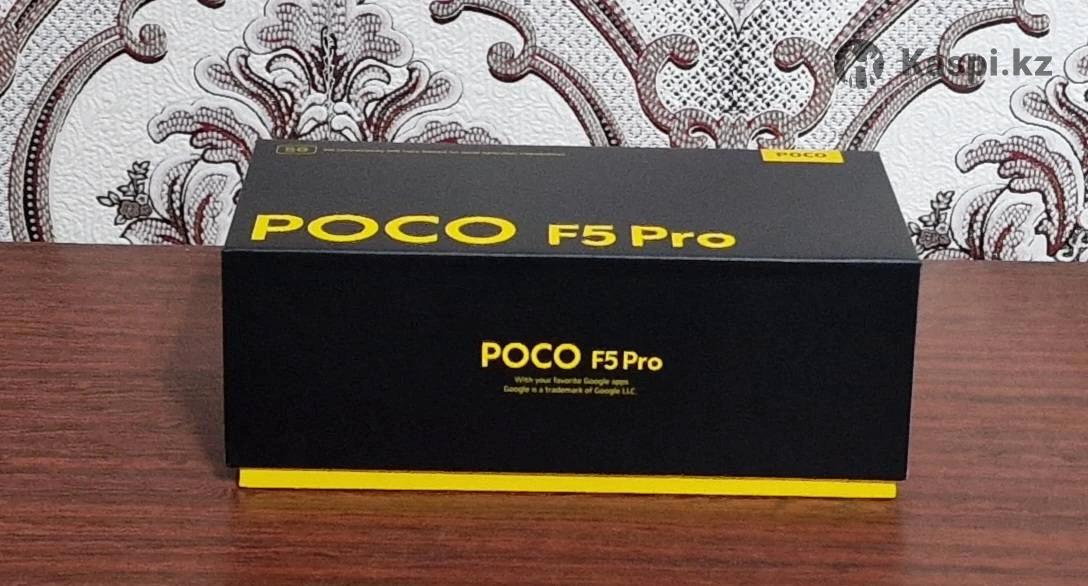 Kaspi.kz
5G
POCO
POCO F5 Pro
POCO F5 Pro
With your favorite Google apps
Google is a trademark of Google LLC.